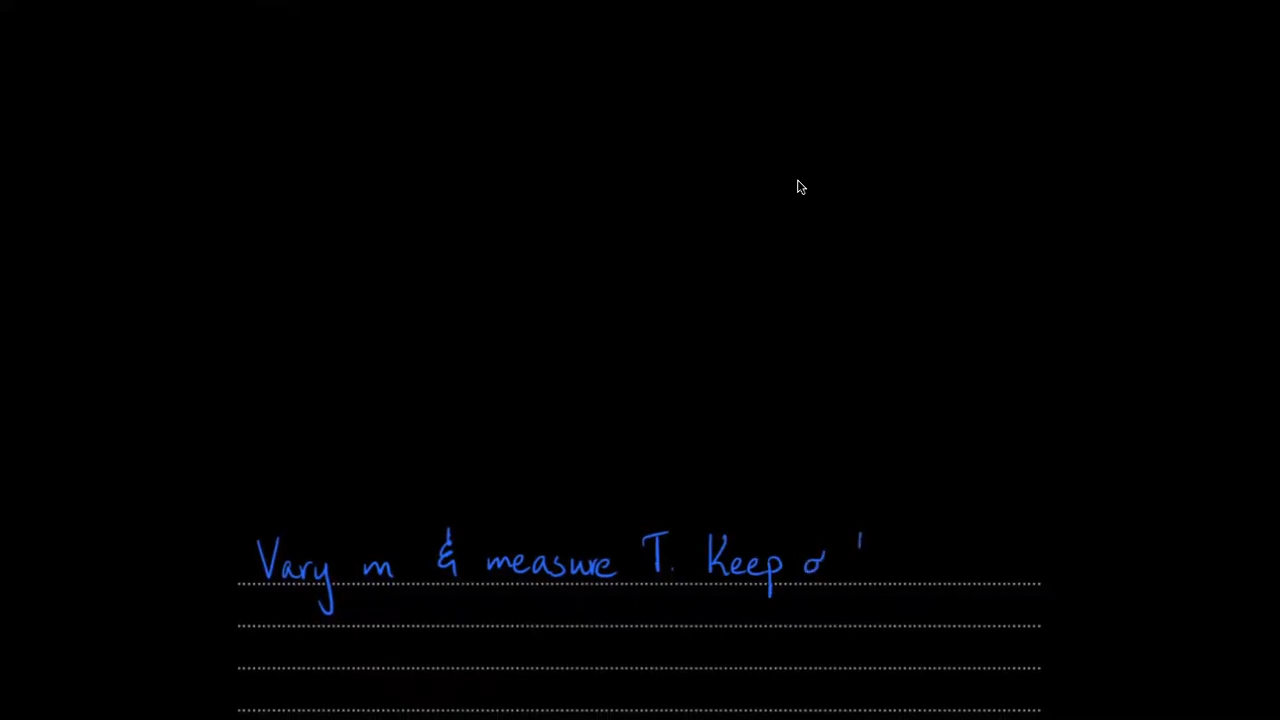 Vary m & measure T. Keep σ